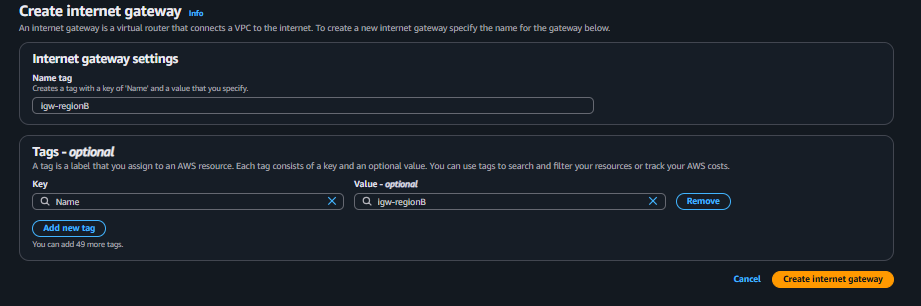 Create internet gateway Info
An internet gateway is a virtual router that connects a VPC to the internet. To create a new internet gateway specify the name for the gateway below.
Internet gateway settings
Name tag
Creates a tag with a key of 'Name' and a value that you specify.
igw-regionB
Tags - optional
A tag is a label that you assign to an AWS resource. Each tag consists of a key and an optional value. You can use tags to search and filter your resources or track your AWS costs.
Key Value - optional
Name igw-regionB Remove
Add new tag
You can add 49 more tags.
Cancel Create internet gateway